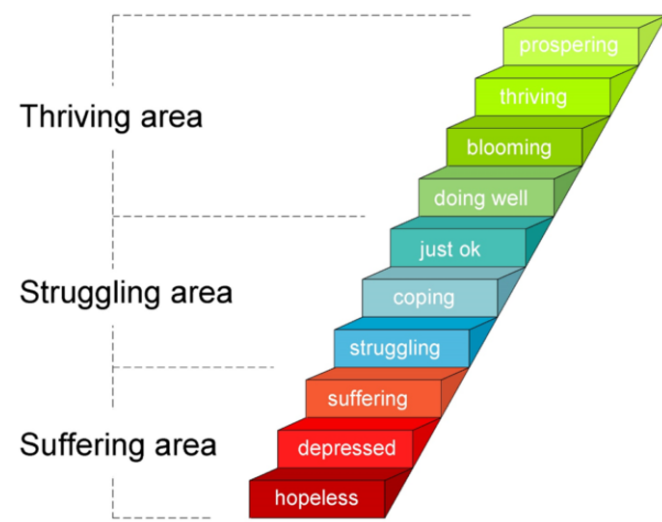 prospering
thriving
Thriving area
blooming
doing well
just ok
Struggling area
coping
struggling
suffering
Suffering area
depressed
hopeless